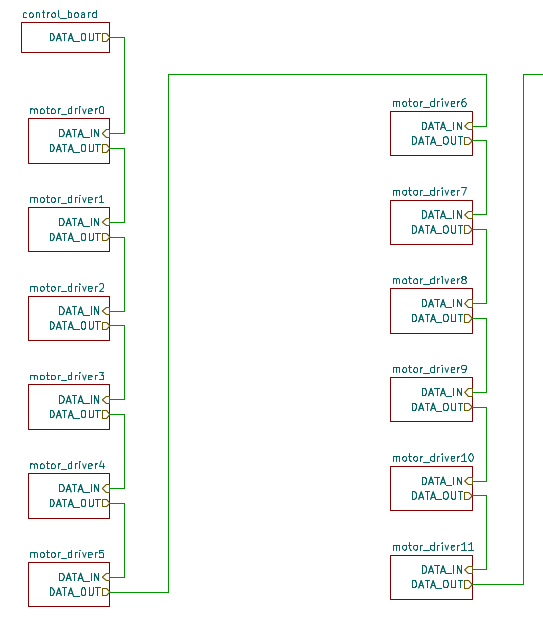 control_board
DATA_OUT
motor_driver0
DATA_IN
DATA_OUT
motor_driver1
DATA_IN
DATA_OUT
motor_driver2
DATA_IN
DATA_OUT
motor_driver3
DATA_IN
DATA_OUT
motor_driver4
DATA_IN
DATA_OUT
motor_driver5
DATA_IN
DATA_OUT
motor_driver6
DATA_IN
DATA_OUT
motor_driver7
DATA_IN
DATA_OUT
motor_driver8
DATA_IN
DATA_OUT
motor_driver9
DATA_IN
DATA_OUT
motor_driver10
DATA_IN
DATA_OUT
motor_driver11
DATA_IN
DATA_OUT